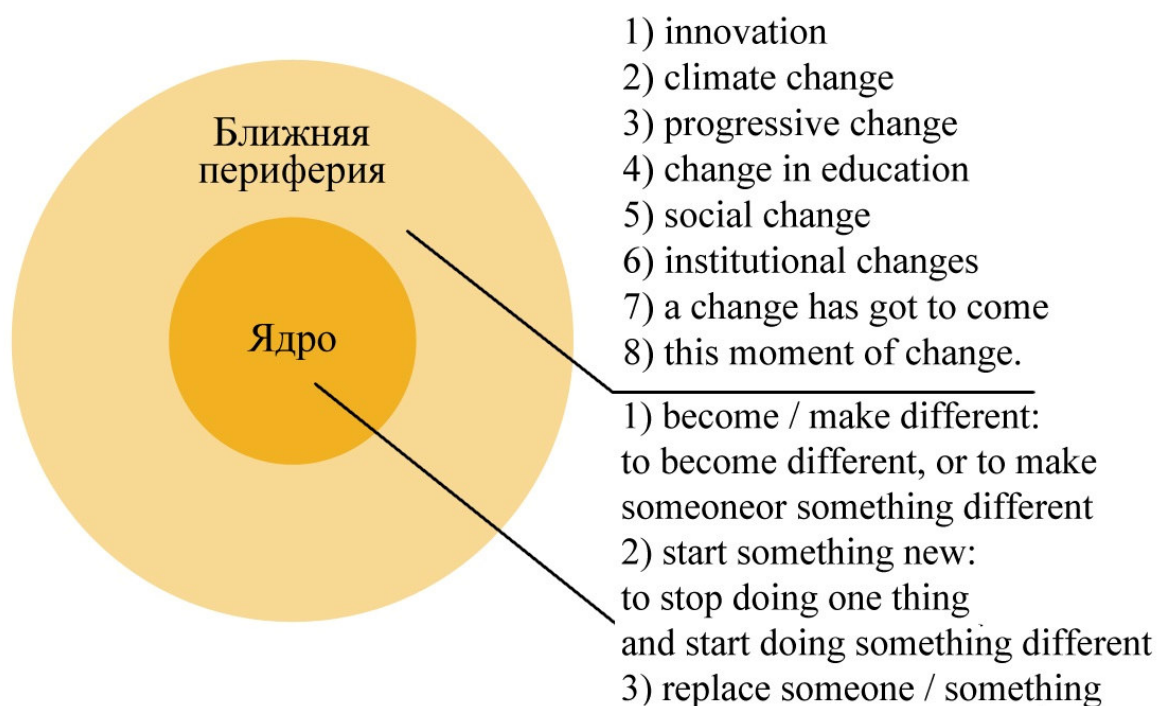 Ближняя
периферия
Ядро
1) innovation
2) climate change
3) progressive change
4) change in education
5) social change
6) institutional changes
7) a change has got to come
8) this moment of change.
1) become / make different:
to become different, or to make
someoneor something different
2) start something new:
to stop doing one thing
and start doing something different
3) replace someone / something